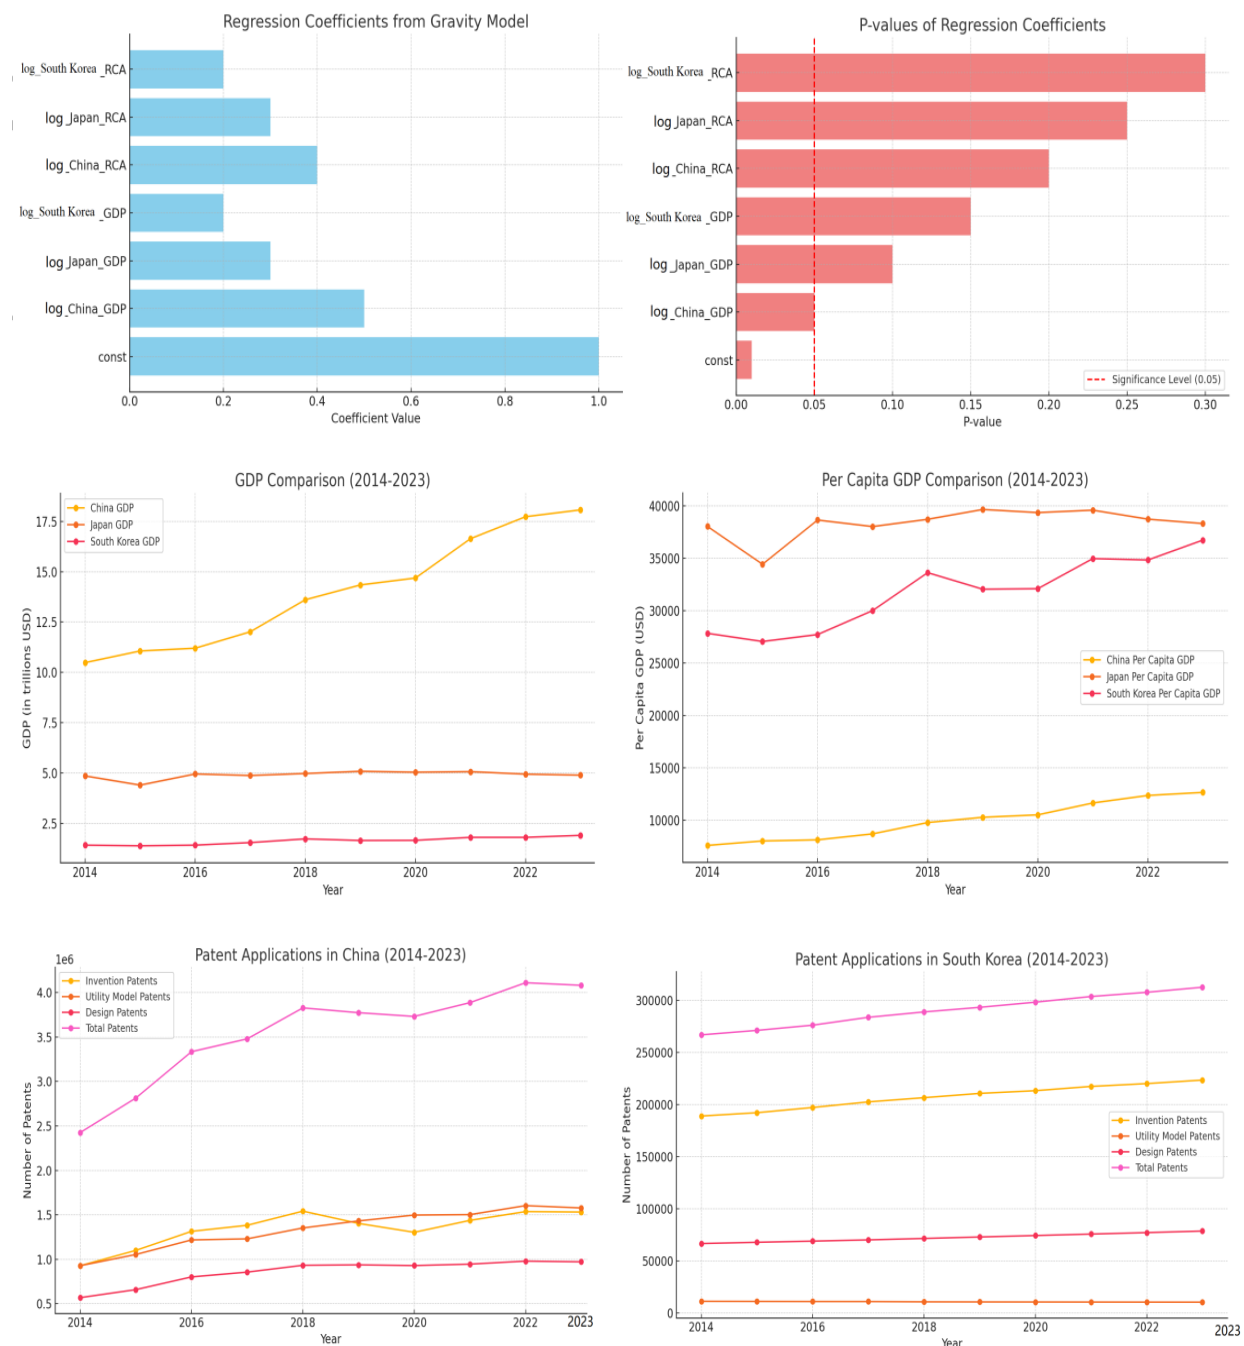 Regression Coefficients from Gravity Model
log_South Korea _RCA
log_Japan_RCA
log_China_RCA
log_South Korea _GDP
log_Japan_GDP
log_China_GDP
const
0.0 0.2 0.4 0.6 0.8 1.0
Coefficient Value
P-values of Regression Coefficients
log_South Korea _RCA
log_Japan_RCA
log_China_RCA
log_South Korea _GDP
log_Japan_GDP
log_China_GDP
const
Significance Level (0.05)
0.00 0.05 0.10 0.15 0.20 0.25 0.30
P-value
GDP Comparison (2014-2023)
China GDP
Japan GDP
South Korea GDP
17.5
15.0
12.5
10.0
7.5
5.0
2.5
GDP (in trillions USD)
2014 2016 2018 2020 2022
Year
Per Capita GDP Comparison (2014-2023)
40000
35000
30000
25000
20000
15000
10000
Per Capita GDP (USD)
China Per Capita GDP
Japan Per Capita GDP
South Korea Per Capita GDP
2014 2016 2018 2020 2022
Year
Patent Applications in China (2014-2023)
1e6
Invention Patents
Utility Model Patents
Design Patents
Total Patents
4.0
3.5
3.0
2.5
2.0
1.5
1.0
0.5
Number of Patents
2014 2016 2018 2020 2022 2023
Year
Patent Applications in South Korea (2014-2023)
300000
250000
200000
150000
100000
50000
0
Number of Patents
Invention Patents
Utility Model Patents
Design Patents
Total Patents
2014 2016 2018 2020 2022 2023
Year